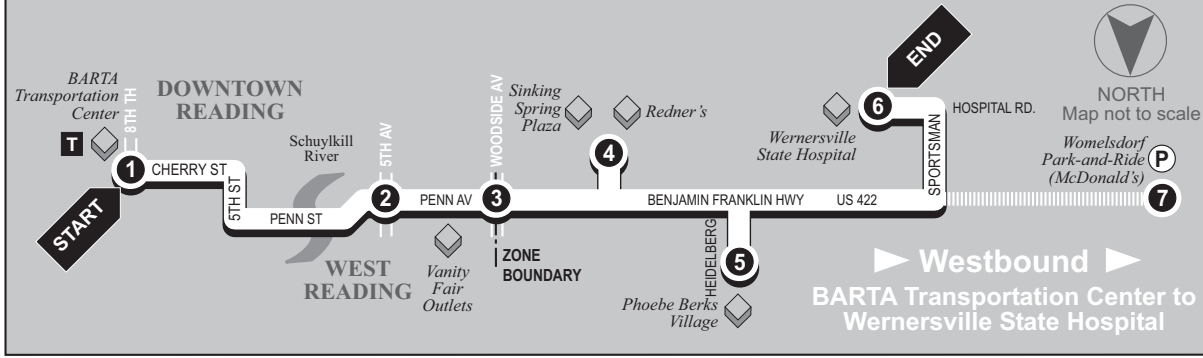 BARTA
Transportation
Center
T
8TH TH
DOWNTOWN
READING
1
START
CHERRY ST
5TH ST
Schuylkill
River
PENN ST
5TH AV
2
WEST
READING
PENN AV
Vanity
Fair
Outlets
WOODSIDE AV
3
ZONE
BOUNDARY
Sinking
Spring
Plaza
Redner's
4
BENJAMIN FRANKLIN HWY
US 422
HEIDELBERG
5
Phoebe Berks
Village
END
6
Wernersville
State Hospital
HOSPITAL RD.
SPORTSMAN
NORTH
Map not to scale
Womelsdorf
Park-and-Ride
(McDonald's)
P
7
Westbound
BARTA Transportation Center to
Wernersville State Hospital